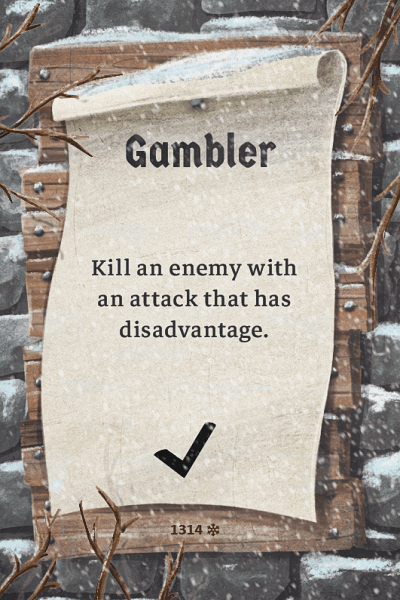 Gambler
Kill an enemy with
an attack that has
disadvantage.
1314